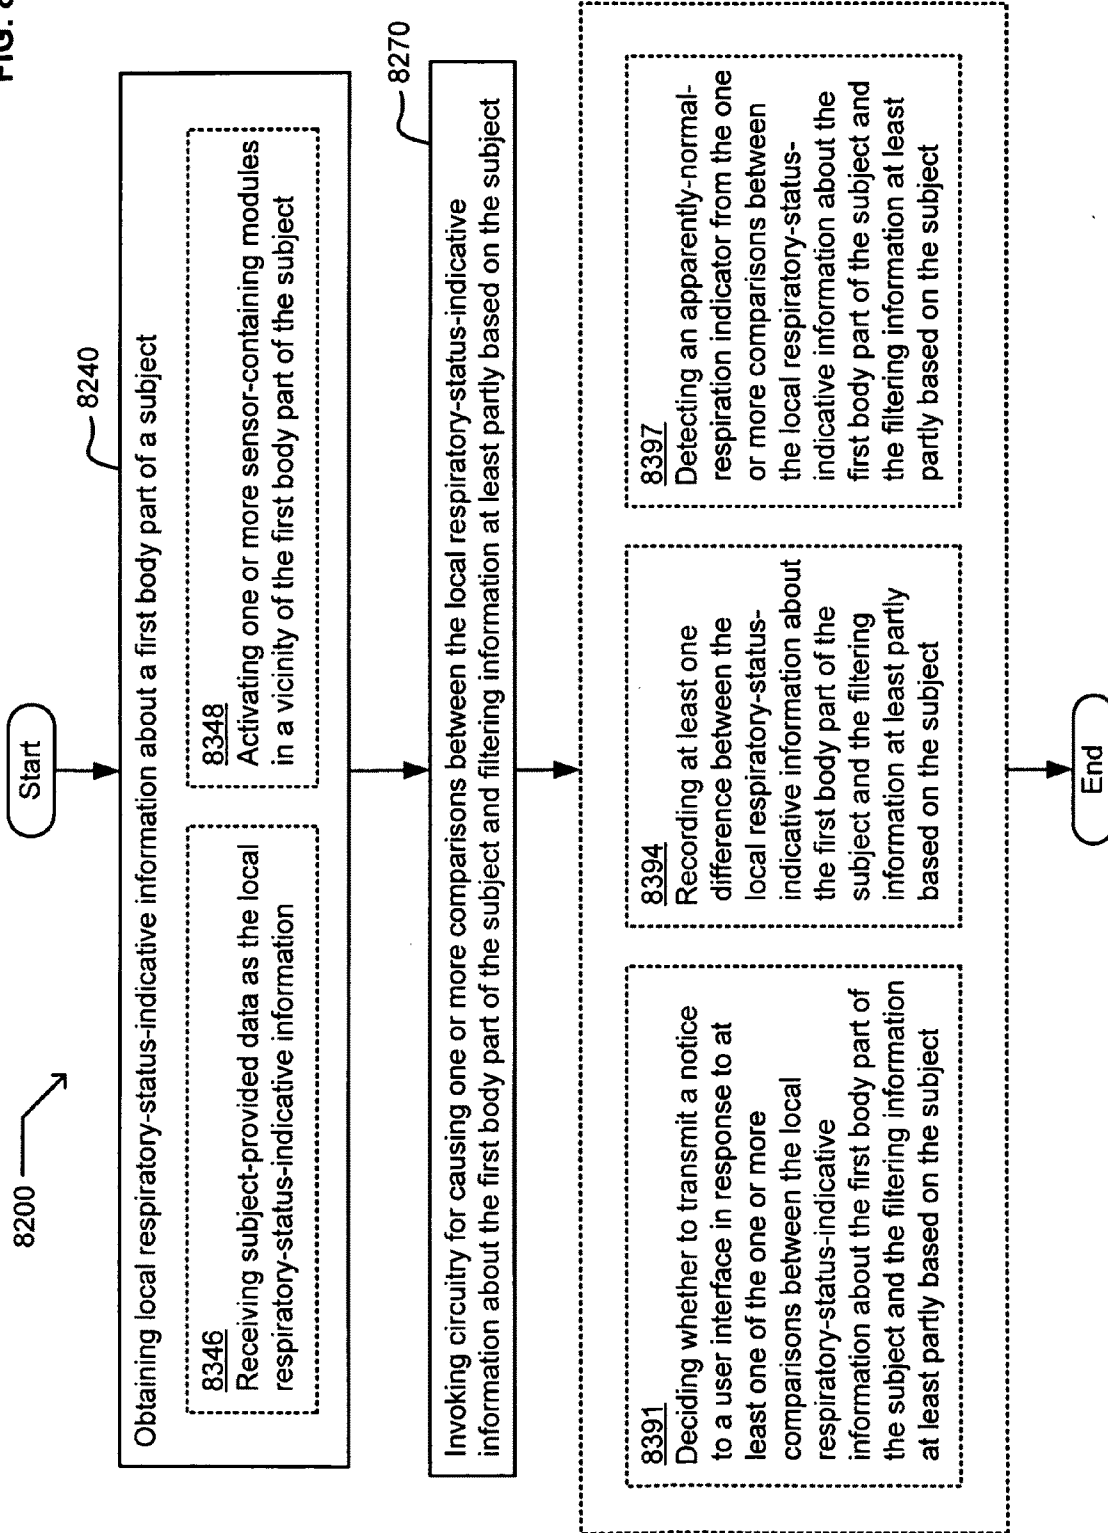 FIG. 8
8200
Start
8240
Obtaining local respiratory-status-indicative information about a first body part of a subject
8346
Receiving subject-provided data as the local
respiratory-status-indicative information
8348
Activating one or more sensor-containing modules
in a vicinity of the first body part of the subject
8270
Invoking circuitry for causing one or more comparisons between the local respiratory-status-indicative
information about the first body part of the subject and filtering information at least partly based on the subject
8391
Deciding whether to transmit a notice
to a user interface in response to at
least one of the one or more
comparisons between the local
respiratory-status-indicative
information about the first body part of
the subject and the filtering information
at least partly based on the subject
8394
Recording at least one
difference between the
local respiratory-status-
indicative information about
the first body part of the
subject and the filtering
information at least partly
based on the subject
8397
Detecting an apparently-normal-
respiration indicator from the one
or more comparisons between
the local respiratory-status-
indicative information about the
first body part of the subject and
the filtering information at least
partly based on the subject
End